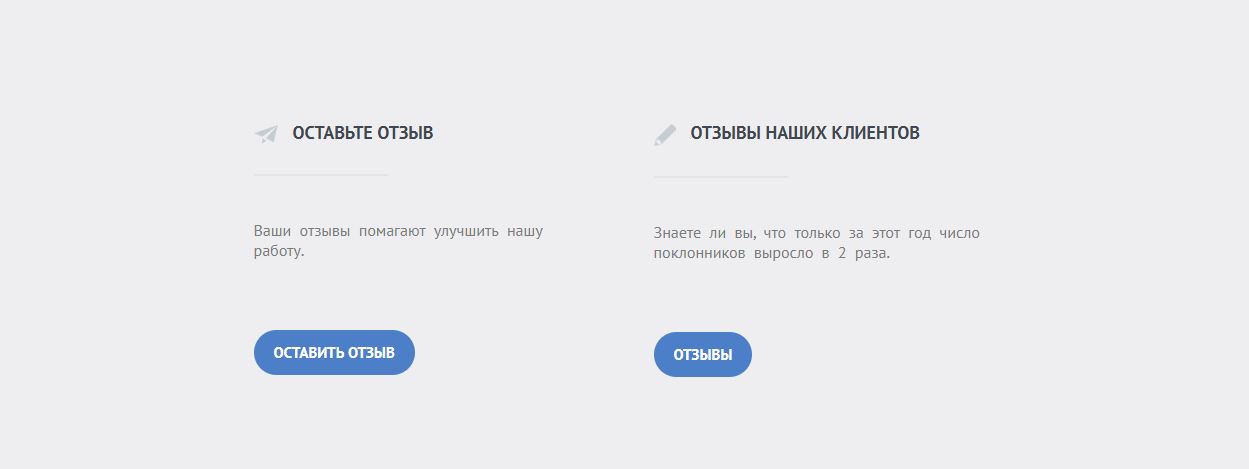 ОСТАВЬТЕ ОТЗЫВ
Ваши отзывы помагают улучшить нашу
работу.
ОСТАВИТЬ ОТЗЫВ
ОТЗЫВЫ НАШИХ КЛИЕНТОВ
Знаете ли вы, что только за этот год число
поклонников выросло в 2 раза.
ОТЗЫВЫ